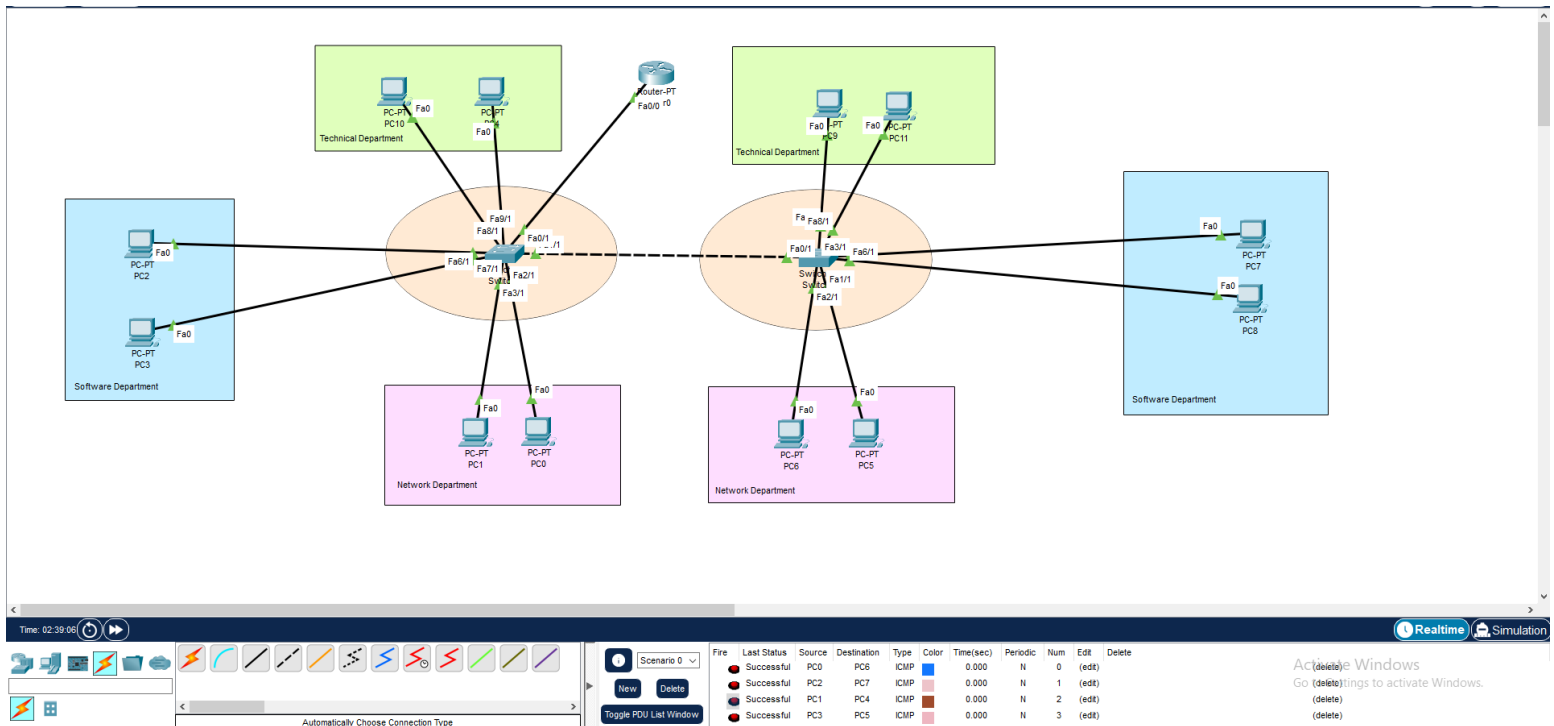 Fa0
PC-PT
PC10
Fa0
PC-PT
PC4
Technical Department
Router-PT
Fa0/0 r0
Fa0
-PT
PC9
Fa0
PC-PT
PC11
Technical Department
Fa0
PC-PT
PC2
Fa0
PC-PT
PC3
Software Department
Fa9/1
Fa8/1
Fa0/1
/1
Fa6/1
Fa7/1
Fa2/1
Fa3/1
Fa
Fa8/1
Fa0/1
Fa3/1
Fa6/1
Fa1/1
Fa2/1
Fa0
PC-PT
PC7
Fa0
PC-PT
PC8
Software Department
Fa0
Fa0
PC-PT
PC1
PC-PT
PC0
Network Department
Fa0
Fa0
PC-PT
PC6
PC-PT
PC5
Network Department
Time: 02:39:06
Realtime
Simulation
Scenario 0
New
Delete
Toggle PDU List Window
Automatically Choose Connection Type
Fire Last Status Source Destination Type Color Time(sec) Periodic Num Edit Delete
Successful PC0 PC6 ICMP 0.000 N 0 (edit) (delete)
Successful PC2 PC7 ICMP 0.000 N 1 (edit) (delete)
Successful PC1 PC4 ICMP 0.000 N 2 (edit) (delete)
Successful PC3 PC5 ICMP 0.000 N 3 (edit) (delete)
Activate Windows
Go to Settings to activate Windows.